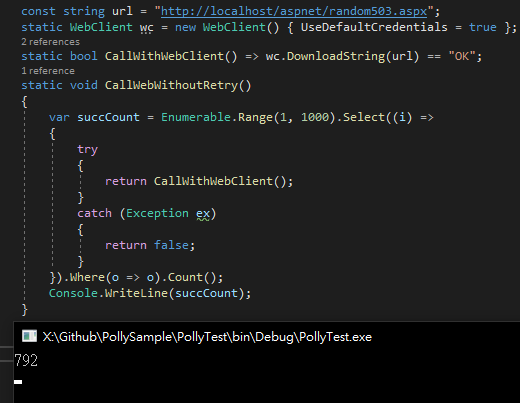 const string url = "http://localhost/aspnet/random503.aspx";
static WebClient wc = new WebClient() { UseDefaultCredentials = true };
2 references
static bool CallWithWebClient() => wc.DownloadString(url) == "OK";
1 reference
static void CallWebWithoutRetry()
{
    var succCount = Enumerable.Range(1, 1000).Select((i) =>
    {
        try
        {
            return CallWithWebClient();
        }
        catch (Exception ex)
        {
            return false;
        }
    }).Where(o => o).Count();
    Console.WriteLine(succCount);
}
X:\Github\PollySample\PollyTest\bin\Debug\PollyTest.exe
792